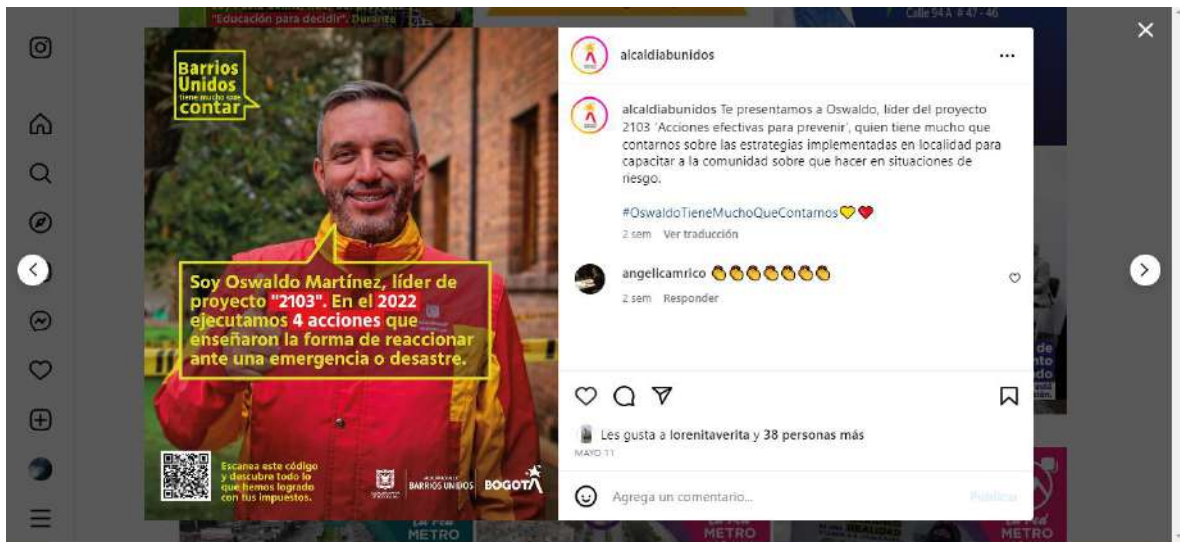 "Educación para decidir". Durante
Calle 94A #47-46
Barrios
Unidos
tiene mucho que
contar
Soy Oswaldo Martínez, líder de
proyecto "2103". En el 2022
ejecutamos 4 acciones que
enseñaron la forma de reaccionar
ante una emergencia o desastre.
Escanea este código
y descubre todo lo
que hemos logrado
con tus impuestos.
BARRIOS UNIDOS
BOGOTÁ
alcaldiabunidos
alcaldiabunidos Te presentamos a Oswaldo, líder del proyecto
2103 'Acciones efectivas para prevenir', quien tiene mucho que
contarnos sobre las estrategias implementadas en localidad para
capacitar a la comunidad sobre que hacer en situaciones de
riesgo.
#OswaldoTieneMuchoQueContarnos💛❤️
2 sem Ver traducción
angelicamrico 👏👏👏👏👏👏👏
2 sem Responder
Les gusta a lorenitaverita y 38 personas más
MAYO 11
Agrega un comentario...
Publicar
METRO
METRO
METRO